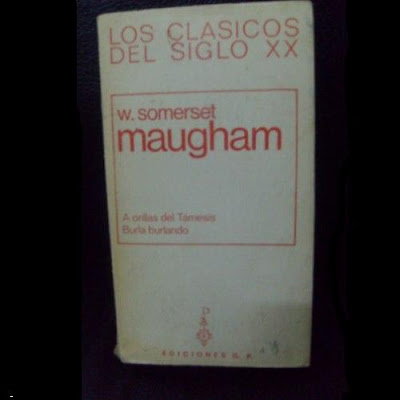 LOS CLASICOS
DEL SIGLO XX
w. somerset
maugham
A orillas del Támesis
Burla burlando
EDICIONES G. P.